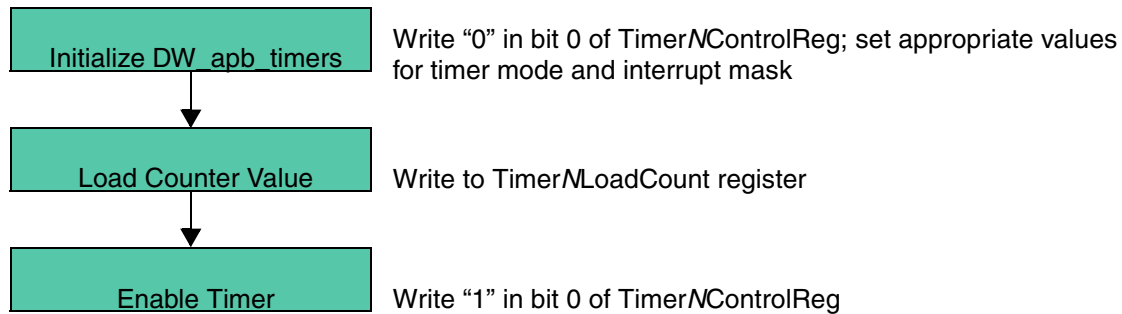 Initialize DW_apb_timers
Write “0” in bit 0 of TimerNControlReg; set appropriate values
for timer mode and interrupt mask
Load Counter Value
Write to TimerNLoadCount register
Enable Timer
Write “1” in bit 0 of TimerNControlReg